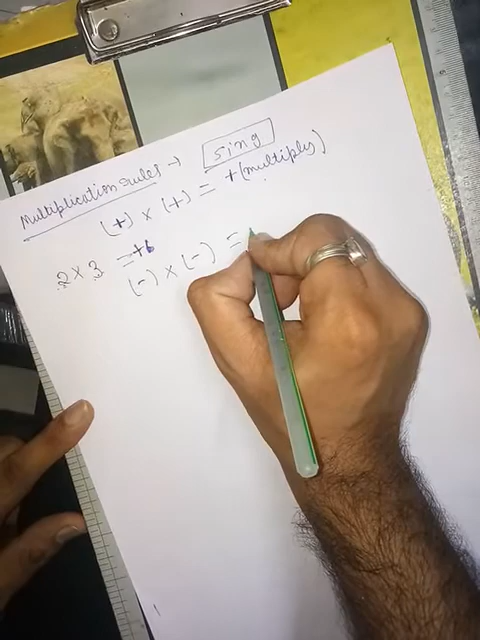 Multiplication rules → sing
(+) × (+) = + (multiply)
2 × 3 = +6
(-) × (-) =